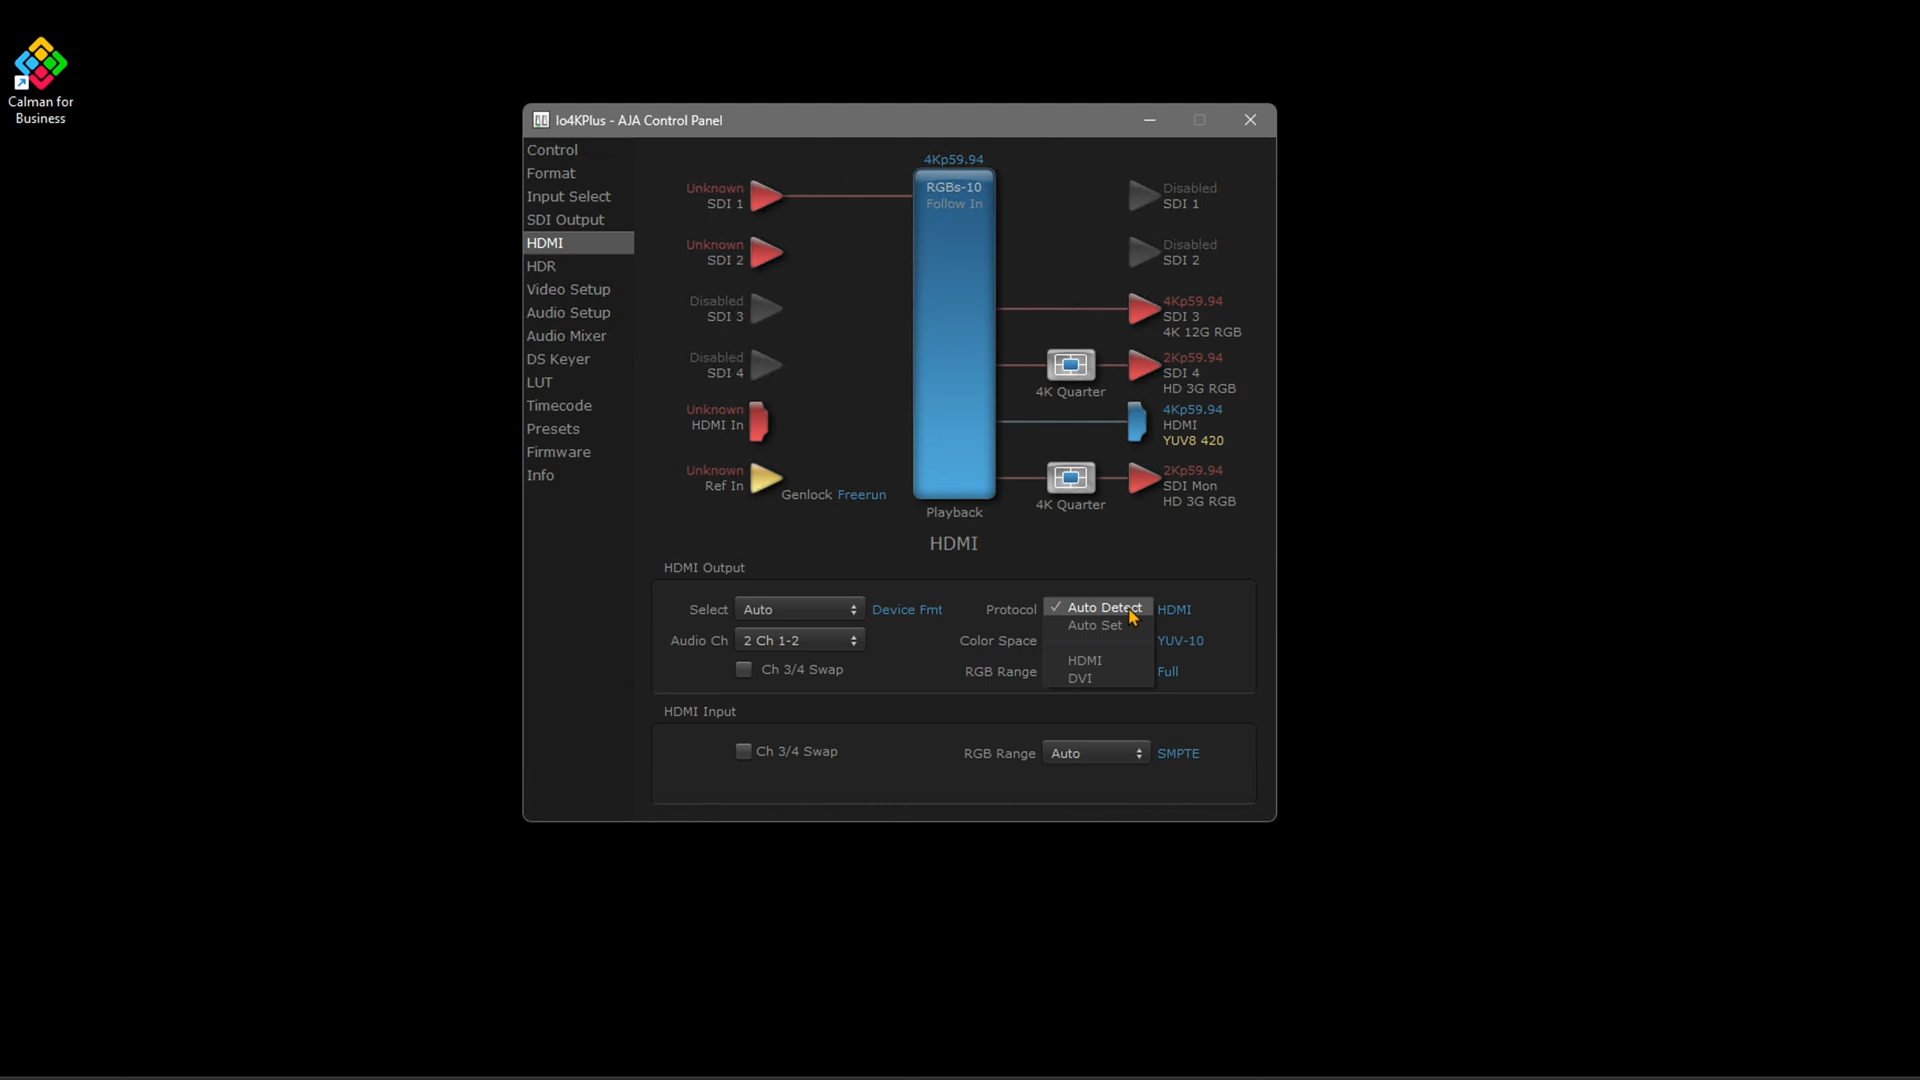 Calman for
Business
Io4KPlus - AJA Control Panel
Control
Format
Input Select
SDI Output
HDMI
HDR
Video Setup
Audio Setup
Audio Mixer
DS Keyer
LUT
Timecode
Presets
Firmware
Info
4Kp59.94
RGBs-10
Follow In
Unknown
SDI 1
Unknown
SDI 2
Disabled
SDI 3
Disabled
SDI 4
Unknown
HDMI In
Unknown
Ref In
Genlock Freerun
Playback
Disabled
SDI 1
Disabled
SDI 2
4Kp59.94
SDI 3
4K 12G RGB
4K Quarter
2Kp59.94
SDI 4
HD 3G RGB
4Kp59.94
HDMI
YUV8 420
4K Quarter
2Kp59.94
SDI Mon
HD 3G RGB
HDMI
HDMI Output
Select Auto Device Fmt
Audio Ch 2 Ch 1-2
Ch 3/4 Swap
Protocol Auto Detect HDMI
Auto Set
Color Space YUV-10
HDMI
RGB Range Full
DVI
HDMI Input
Ch 3/4 Swap
RGB Range Auto SMPTE